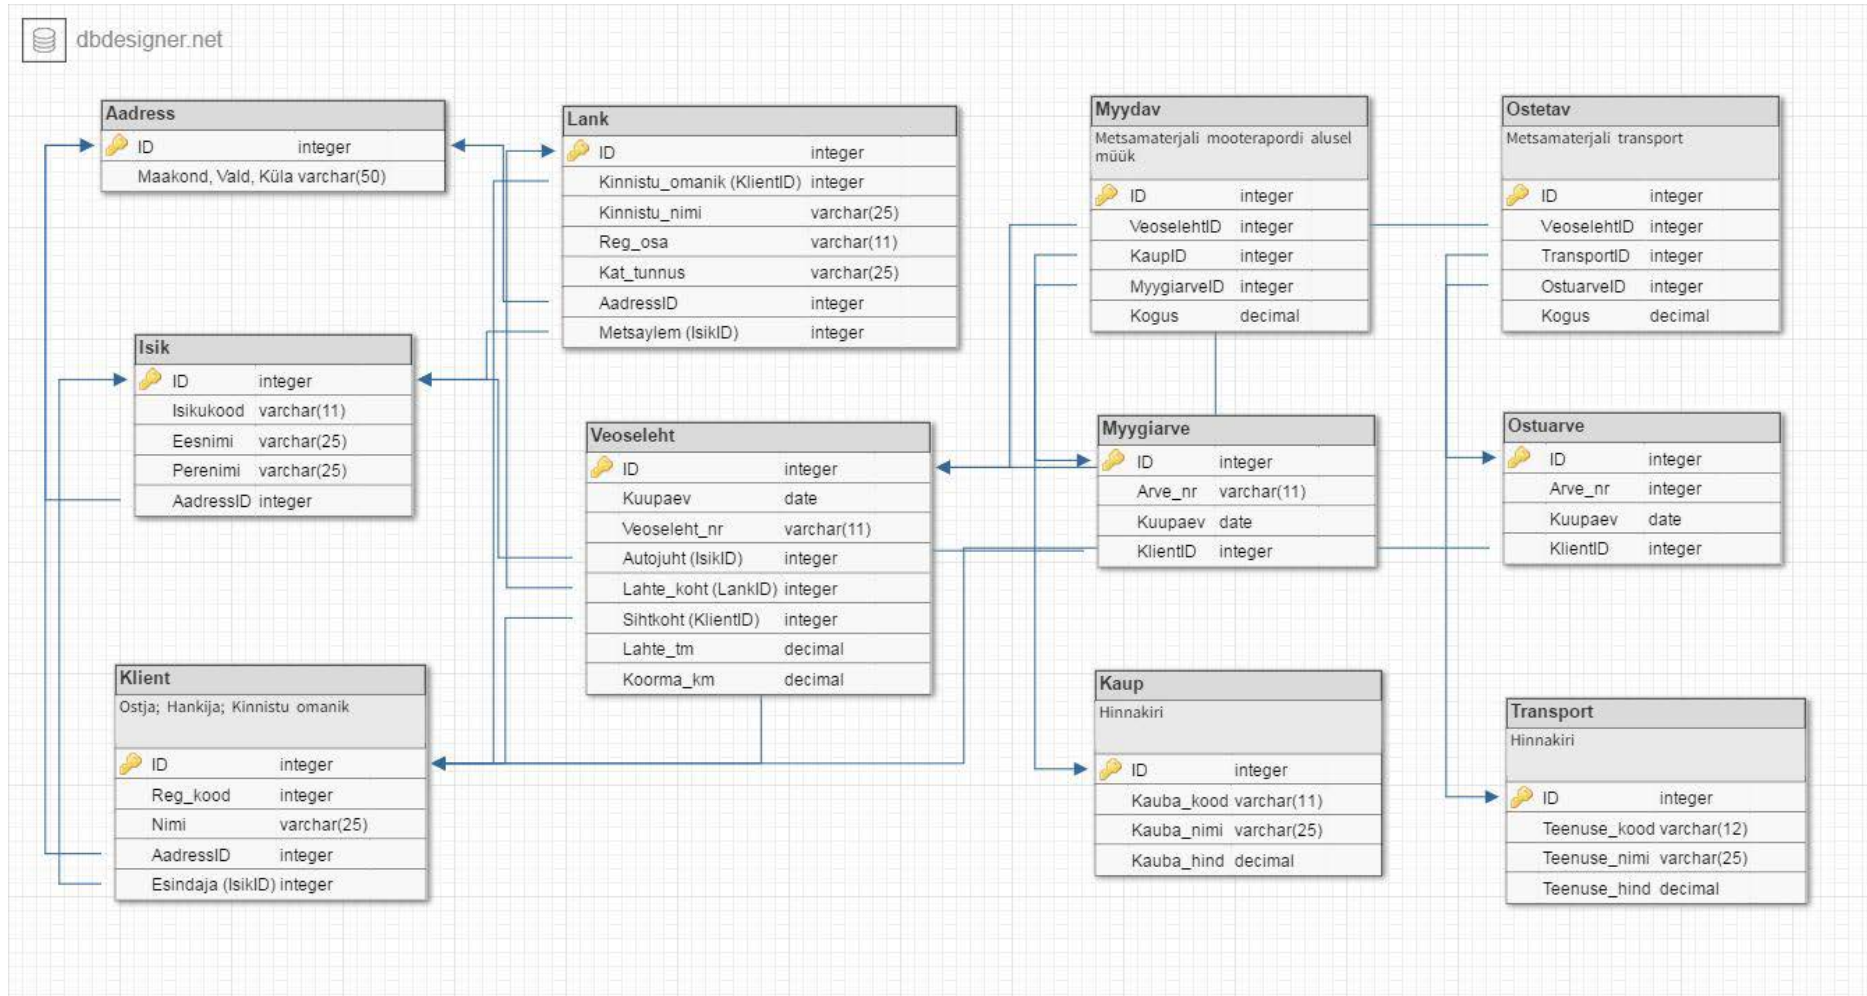 dbdesigner.net
Aadress
ID integer
Maakond, Vald, Küla varchar(50)
Isik
ID integer
Isikukood varchar(11)
Eesnimi varchar(25)
Perenimi varchar(25)
AadressID integer
Klient
Ostja; Hankija; Kinnistu omanik
ID integer
Reg_kood integer
Nimi varchar(25)
AadressID integer
Esindaja (IsikID) integer
Lank
ID integer
Kinnistu_omanik (KlientID) integer
Kinnistu_nimi varchar(25)
Reg_osa varchar(11)
Kat_tunnus varchar(25)
AadressID integer
Metsaylem (IsikID) integer
Veoseleht
ID integer
Kuupaev date
Veoseleht_nr varchar(11)
Autojuht (IsikID) integer
Lahte_koht (LankID) integer
Sihtkoht (KlientID) integer
Lahte_tm decimal
Koorma_km decimal
Myydav
Metsamaterjali mooterapordi alusel
müük
ID integer
VeoselehtID integer
KaupID integer
MyygiarveID integer
Kogus decimal
Myygiarve
ID integer
Arve_nr varchar(11)
Kuupaev date
KlientID integer
Kaup
Hinnakiri
ID integer
Kauba_kood varchar(11)
Kauba_nimi varchar(25)
Kauba_hind decimal
Ostetav
Metsamaterjali transport
ID integer
VeoselehtID integer
TransportID integer
OstuarveID integer
Kogus decimal
Ostuarve
ID integer
Arve_nr integer
Kuupaev date
KlientID integer
Transport
Hinnakiri
ID integer
Teenuse_kood varchar(12)
Teenuse_nimi varchar(25)
Teenuse_hind decimal